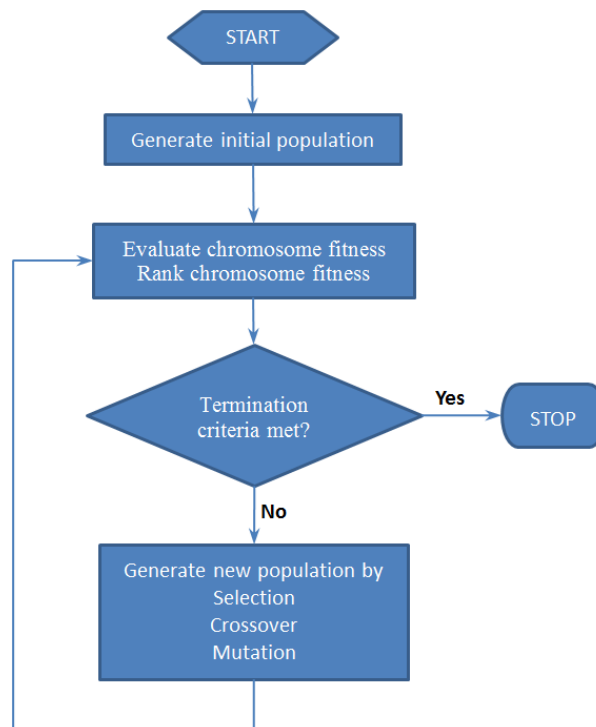 START
Generate initial population
Evaluate chromosome fitness
Rank chromosome fitness
Termination
criteria met?
Yes
STOP
No
Generate new population by
Selection
Crossover
Mutation